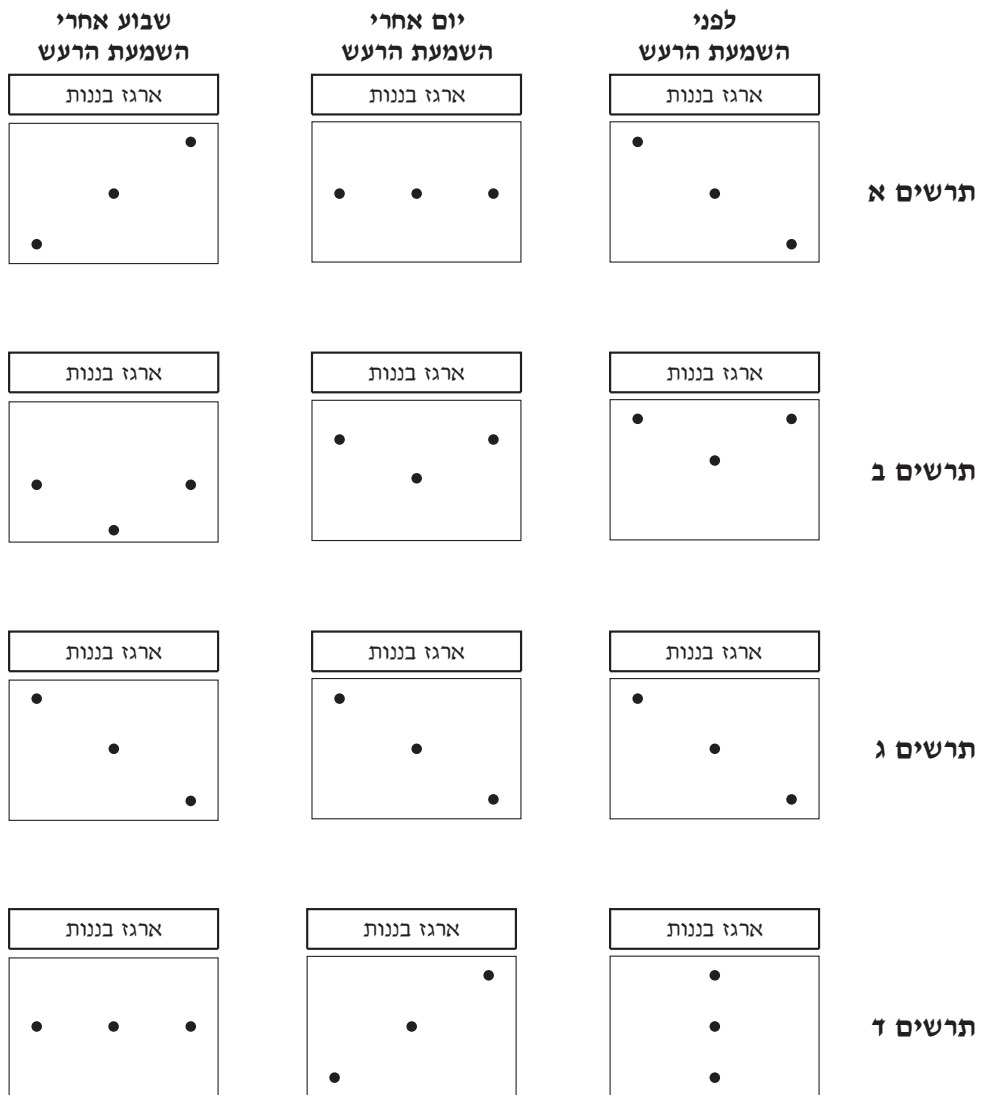 לפני
השמעת הרעש
יום אחרי
השמעת הרעש
שבוע אחרי
השמעת הרעש
תרשים א
ארגז בננות
ארגז בננות
ארגז בננות
תרשים ב
ארגז בננות
ארגז בננות
ארגז בננות
תרשים ג
ארגז בננות
ארגז בננות
ארגז בננות
תרשים ד
ארגז בננות
ארגז בננות
ארגז בננות